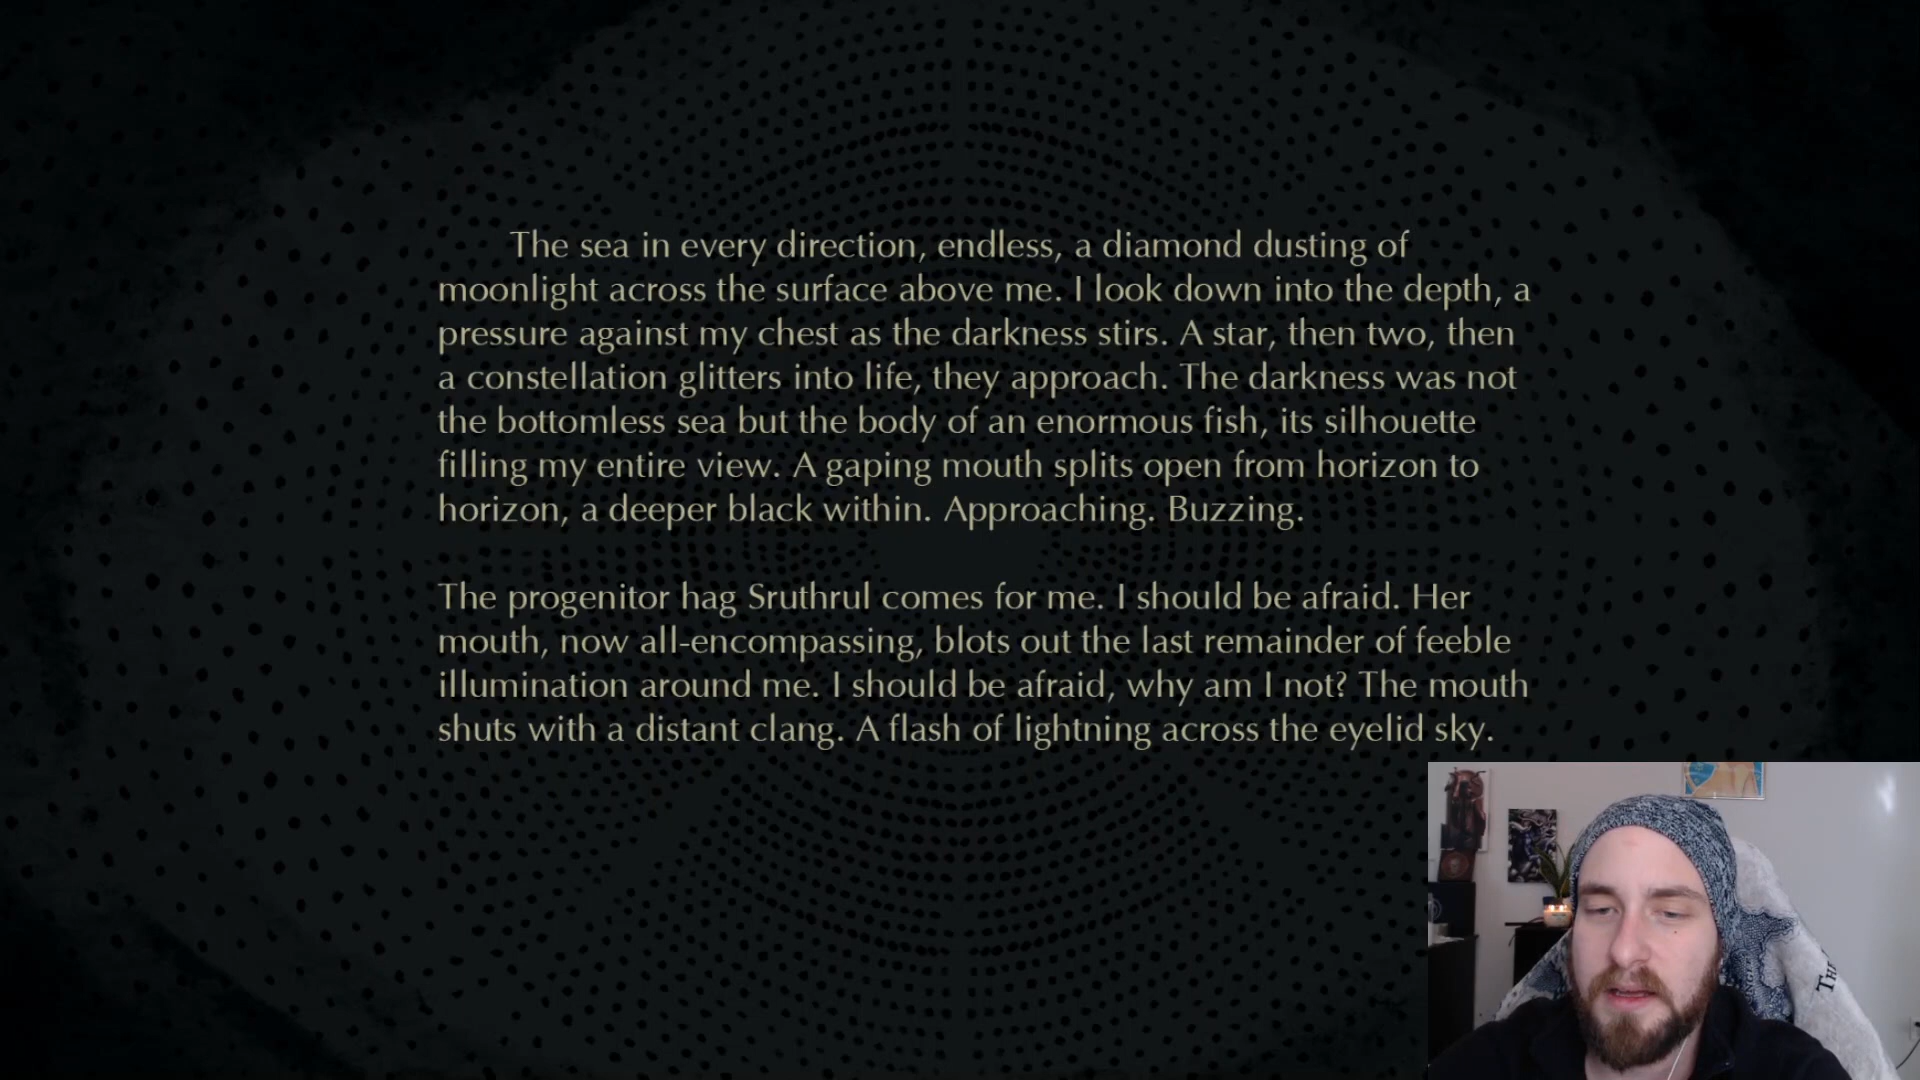 The sea in every direction, endless, a diamond dusting of
moonlight across the surface above me. I look down into the depth, a
pressure against my chest as the darkness stirs. A star, then two, then
a constellation glitters into life, they approach. The darkness was not
the bottomless sea but the body of an enormous fish, its silhouette
filling my entire view. A gaping mouth splits open from horizon to
horizon, a deeper black within. Approaching. Buzzing.
The progenitor hag Sruthrul comes for me. I should be afraid. Her
mouth, now all-encompassing, blots out the last remainder of feeble
illumination around me. I should be afraid, why am I not? The mouth
shuts with a distant clang. A flash of lightning across the eyelid sky.